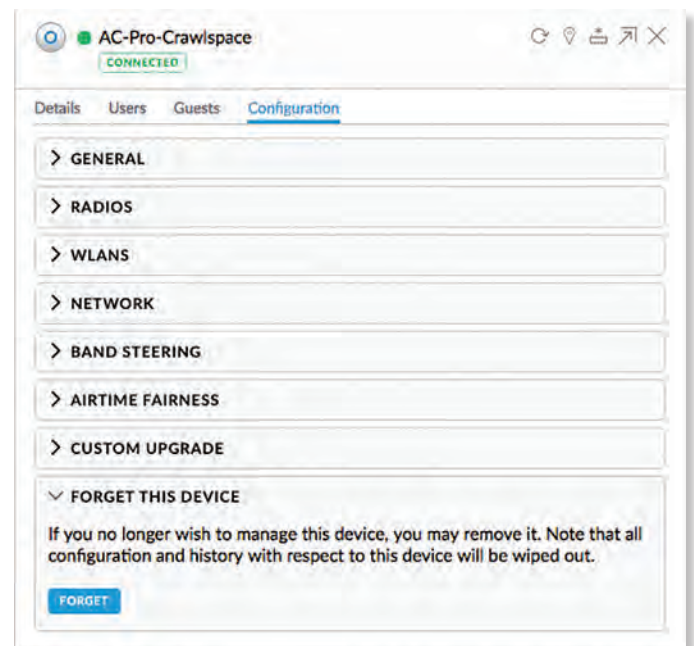 AC-Pro-Crawlspace
CONNECTED
Details Users Guests Configuration
GENERAL
RADIOS
WLANS
NETWORK
BAND STEERING
AIRTIME FAIRNESS
CUSTOM UPGRADE
FORGET THIS DEVICE
If you no longer wish to manage this device, you may remove it. Note that all
configuration and history with respect to this device will be wiped out.
FORGET